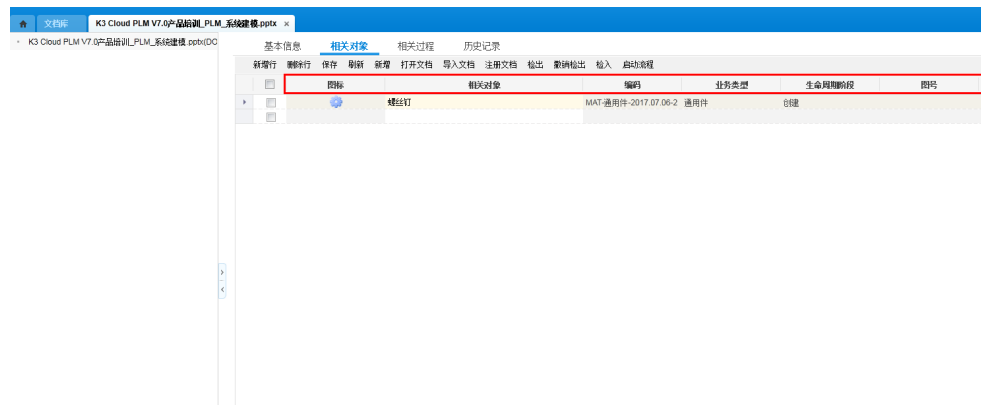 文档库 K3 Cloud PLM V7.0产品培训_PLM_系统建模.pptx ×
K3 Cloud PLM V7.0产品培训_PLM_系统建模.pptx(DO
基本信息 相关对象 相关过程 历史记录
新增行 删除行 保存 刷新 新增 打开文档 导入文档 注册文档 检出 撤销检出 检入 启动流程
图标 相关对象 编码 业务类型 生命周期阶段 图号
螺丝钉 MAT-通用件-2017.07.06-2 通用件 创建